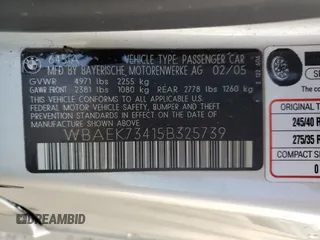 645CiA VEHICLE TYPE: PASSENGER CAR
MFD BY BAYERISCHE MOTORENWERKE AG 02/05
GVWR 4971 lbs 2255 kg
GAWR FRONT 2381 lbs 1080 kg REAR 2778 lbs 1260 kg
THIS VEHICLE CONFORMS TO ALL APPLICABLE FEDERAL
MOTOR VEHICLE SAFETY, BUMPER, AND THEFT
PREVENTION STANDARDS IN EFFECT ON THE DATE OF
MANUFACTURE SHOWN ABOVE.
WBAEK73415B325739
ORIGINAL T
245/40 R
275/35 R
COMPACT S
DREAMBID